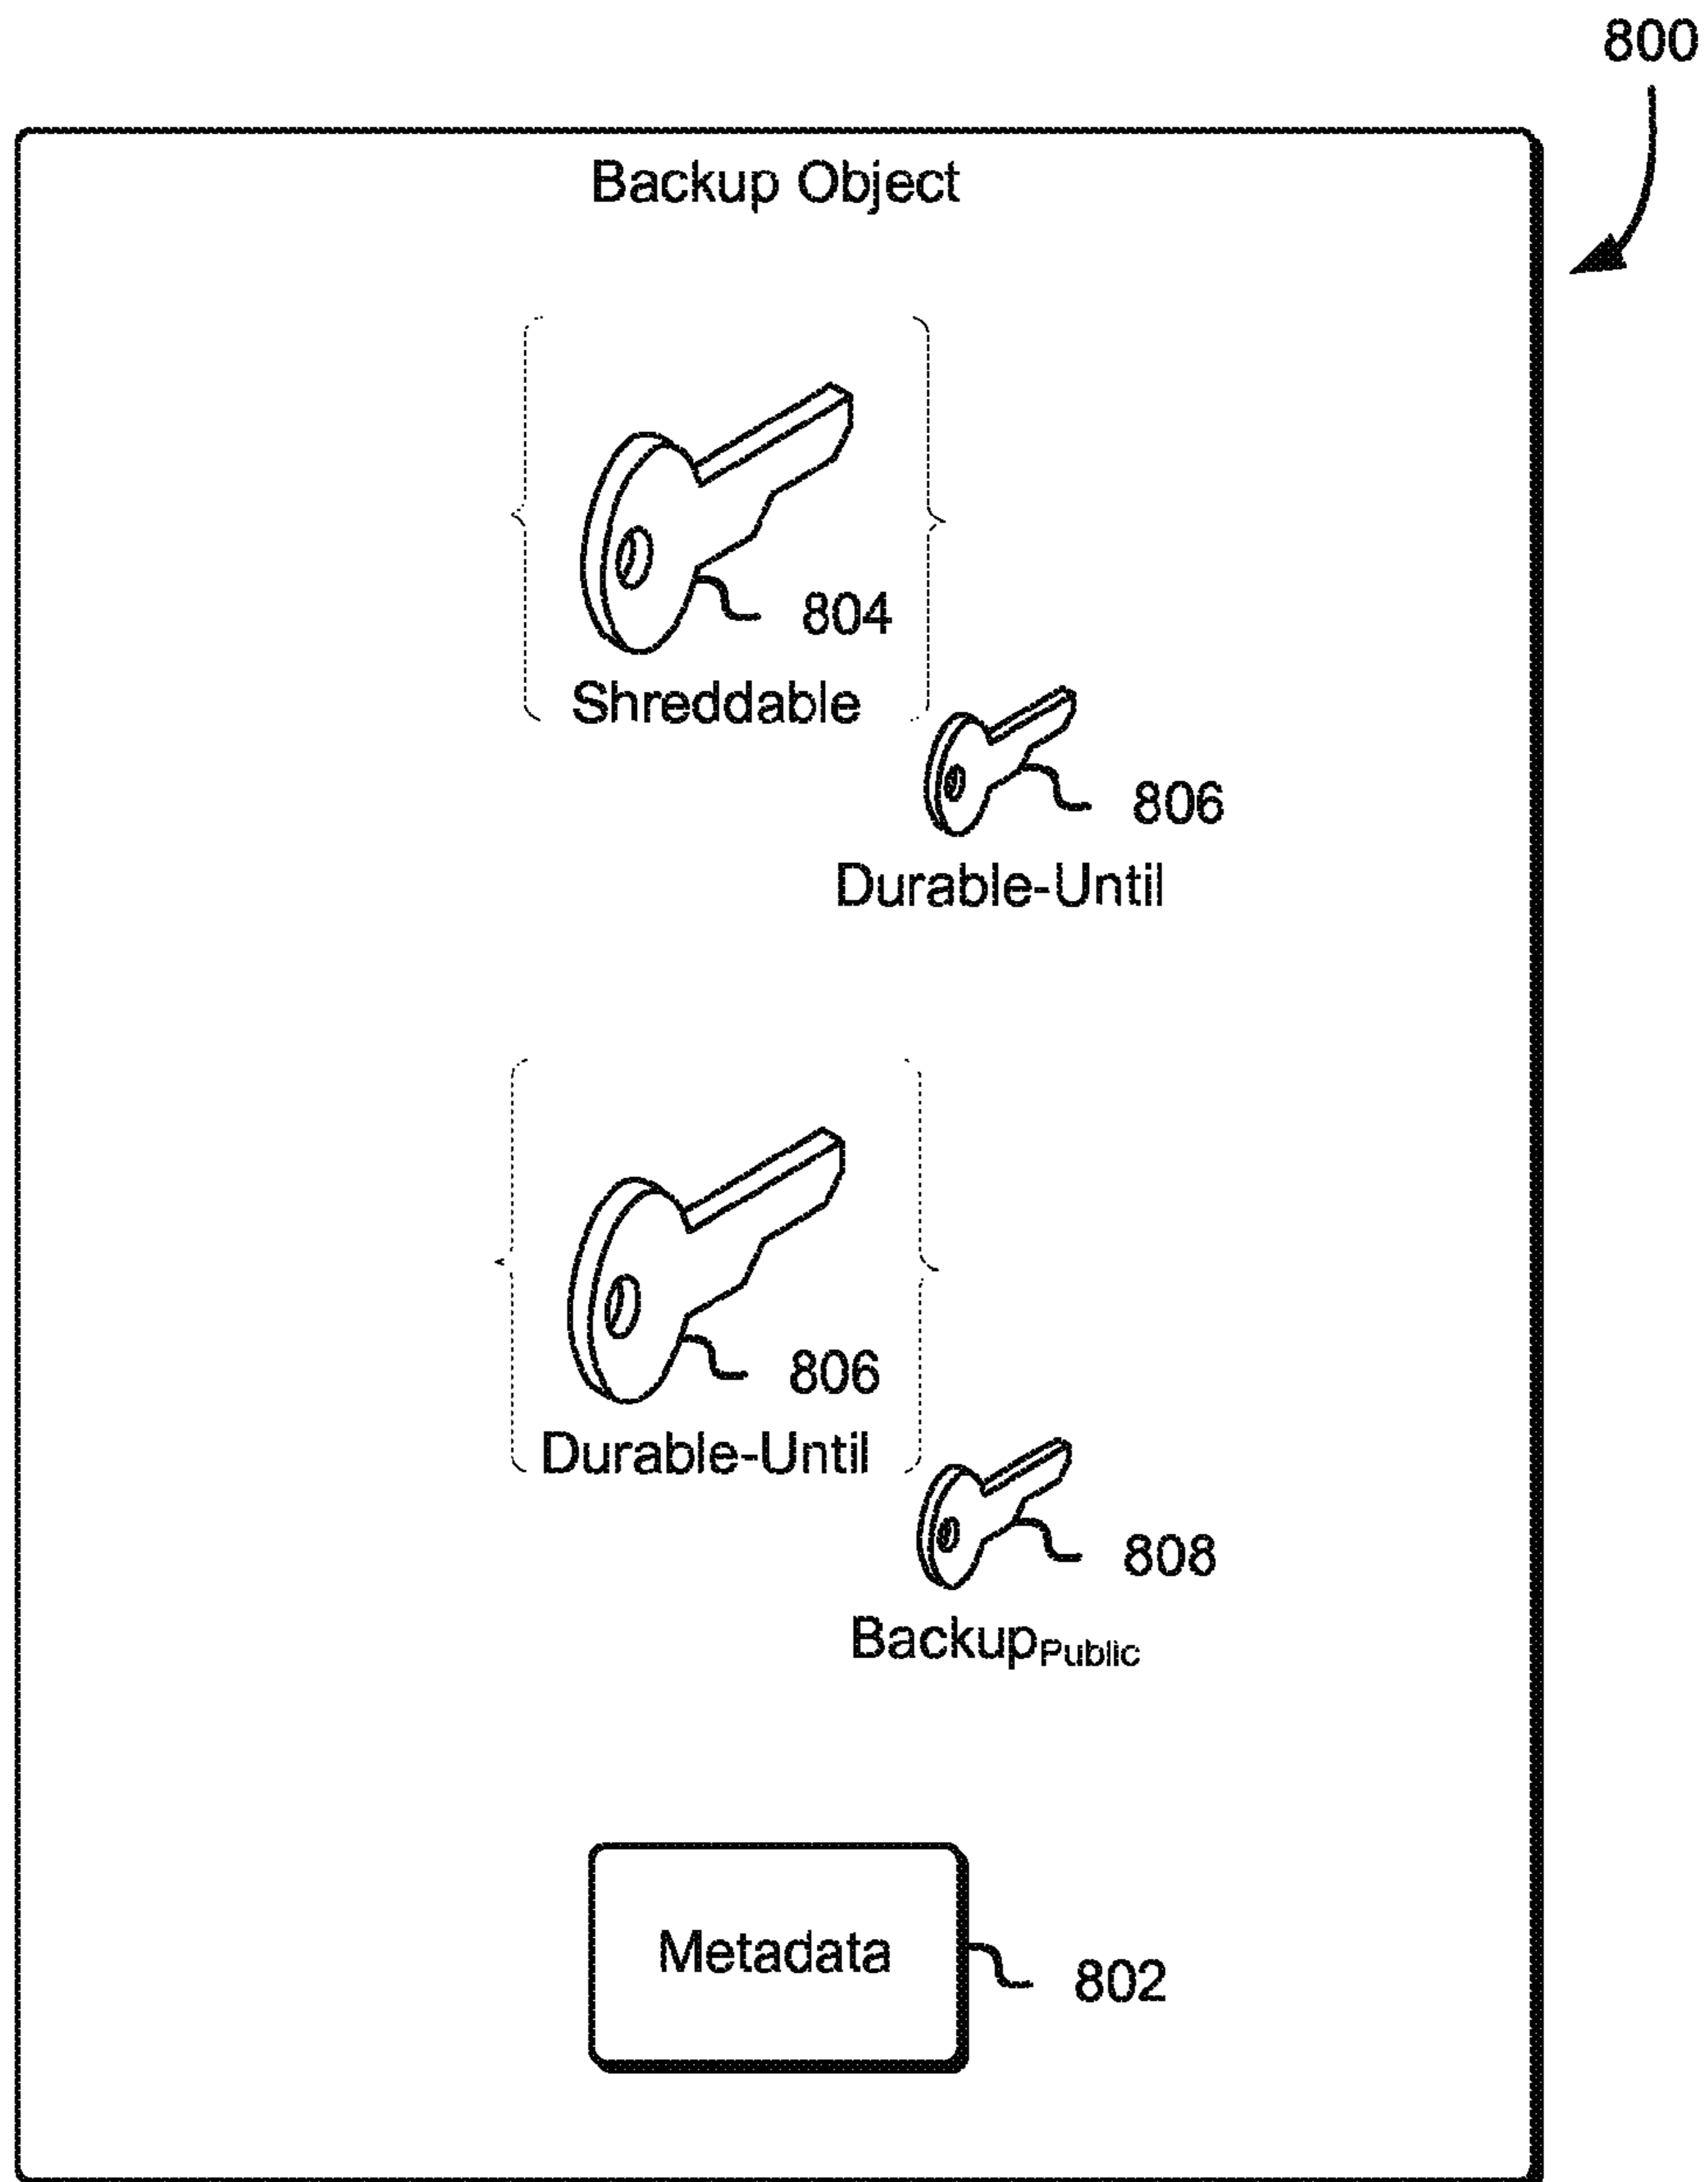 800
Backup Object
804
Shreddable
806
Durable-Until
806
Durable-Until
808
BackupPublic
Metadata
802